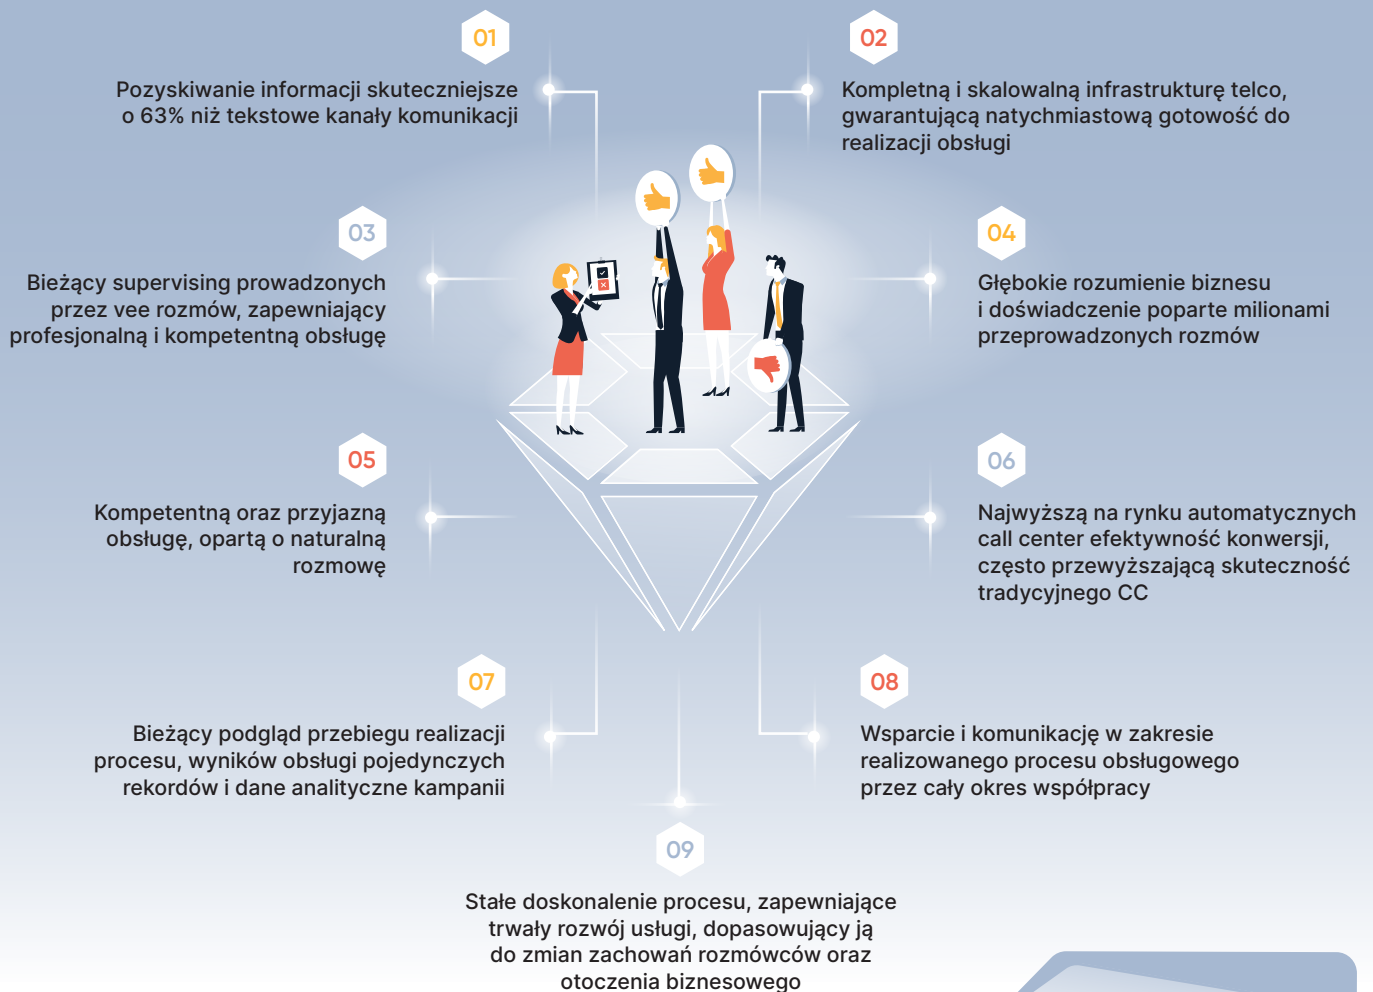 01
Pozyskiwanie informacji skuteczniejsze
o 63% niż tekstowe kanały komunikacji
02
Kompletną i skalowalną infrastrukturę telco,
gwarantującą natychmiastową gotowość do
realizacji obsługi
03
Bieżący supervising prowadzonych
przez vee rozmów, zapewniający
profesjonalną i kompetentną obsługę
04
Głębokie rozumienie biznesu
i doświadczenie poparte milionami
przeprowadzonych rozmów
05
Kompetentną oraz przyjazną
obsługę, opartą o naturalną
rozmowę
06
Najwyższą na rynku automatycznych
call center efektywność konwersji,
często przewyższającą skuteczność
tradycyjnego CC
07
Bieżący podgląd przebiegu realizacji
procesu, wyników obsługi pojedynczych
rekordów i dane analityczne kampanii
08
Wsparcie i komunikację w zakresie
realizowanego procesu obsługowego
przez cały okres współpracy
09
Stałe doskonalenie procesu, zapewniające
trwały rozwój usługi, dopasowujący ją
do zmian zachowań rozmówców oraz
otoczenia biznesowego